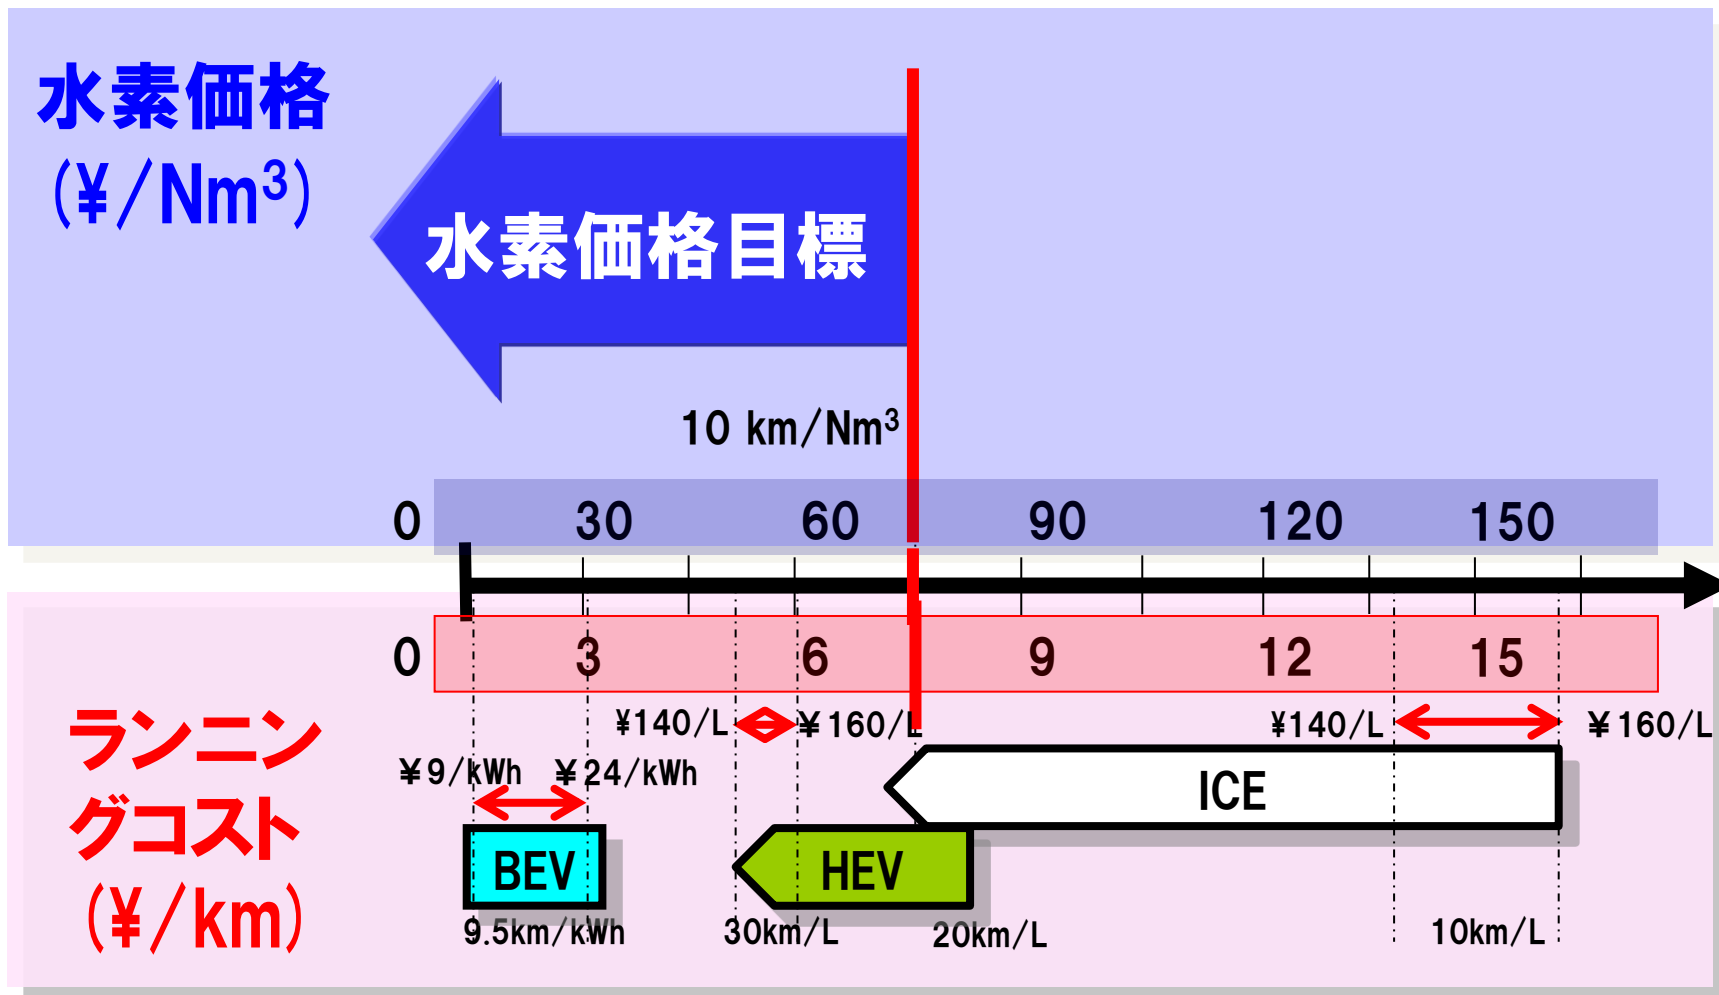 水素価格
(¥/Nm³)
水素価格目標
10 km/Nm³
0 30 60 90 120 150
0 3 6 9 12 15
ランニン
グコスト
(¥/km)
¥140/L ¥160/L ¥140/L ¥160/L
¥9/kWh ¥24/kWh
ICE
BEV HEV
9.5km/kWh 30km/L 20km/L 10km/L